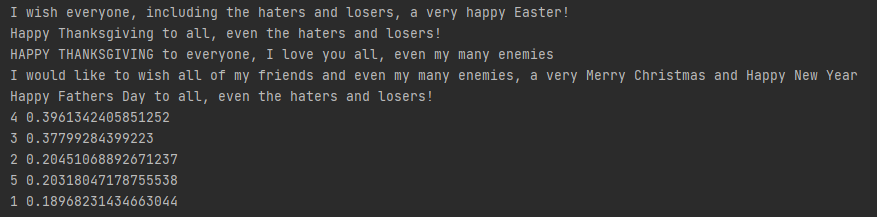 I wish everyone, including the haters and losers, a very happy Easter!
Happy Thanksgiving to all, even the haters and losers!
HAPPY THANKSGIVING to everyone, I love you all, even my many enemies
I would like to wish all of my friends and even my many enemies, a very Merry Christmas and Happy New Year
Happy Fathers Day to all, even the haters and losers!
4 0.3961342405851252
3 0.37799284399223
2 0.20451068892671237
5 0.20318047178755538
1 0.18968231434663044